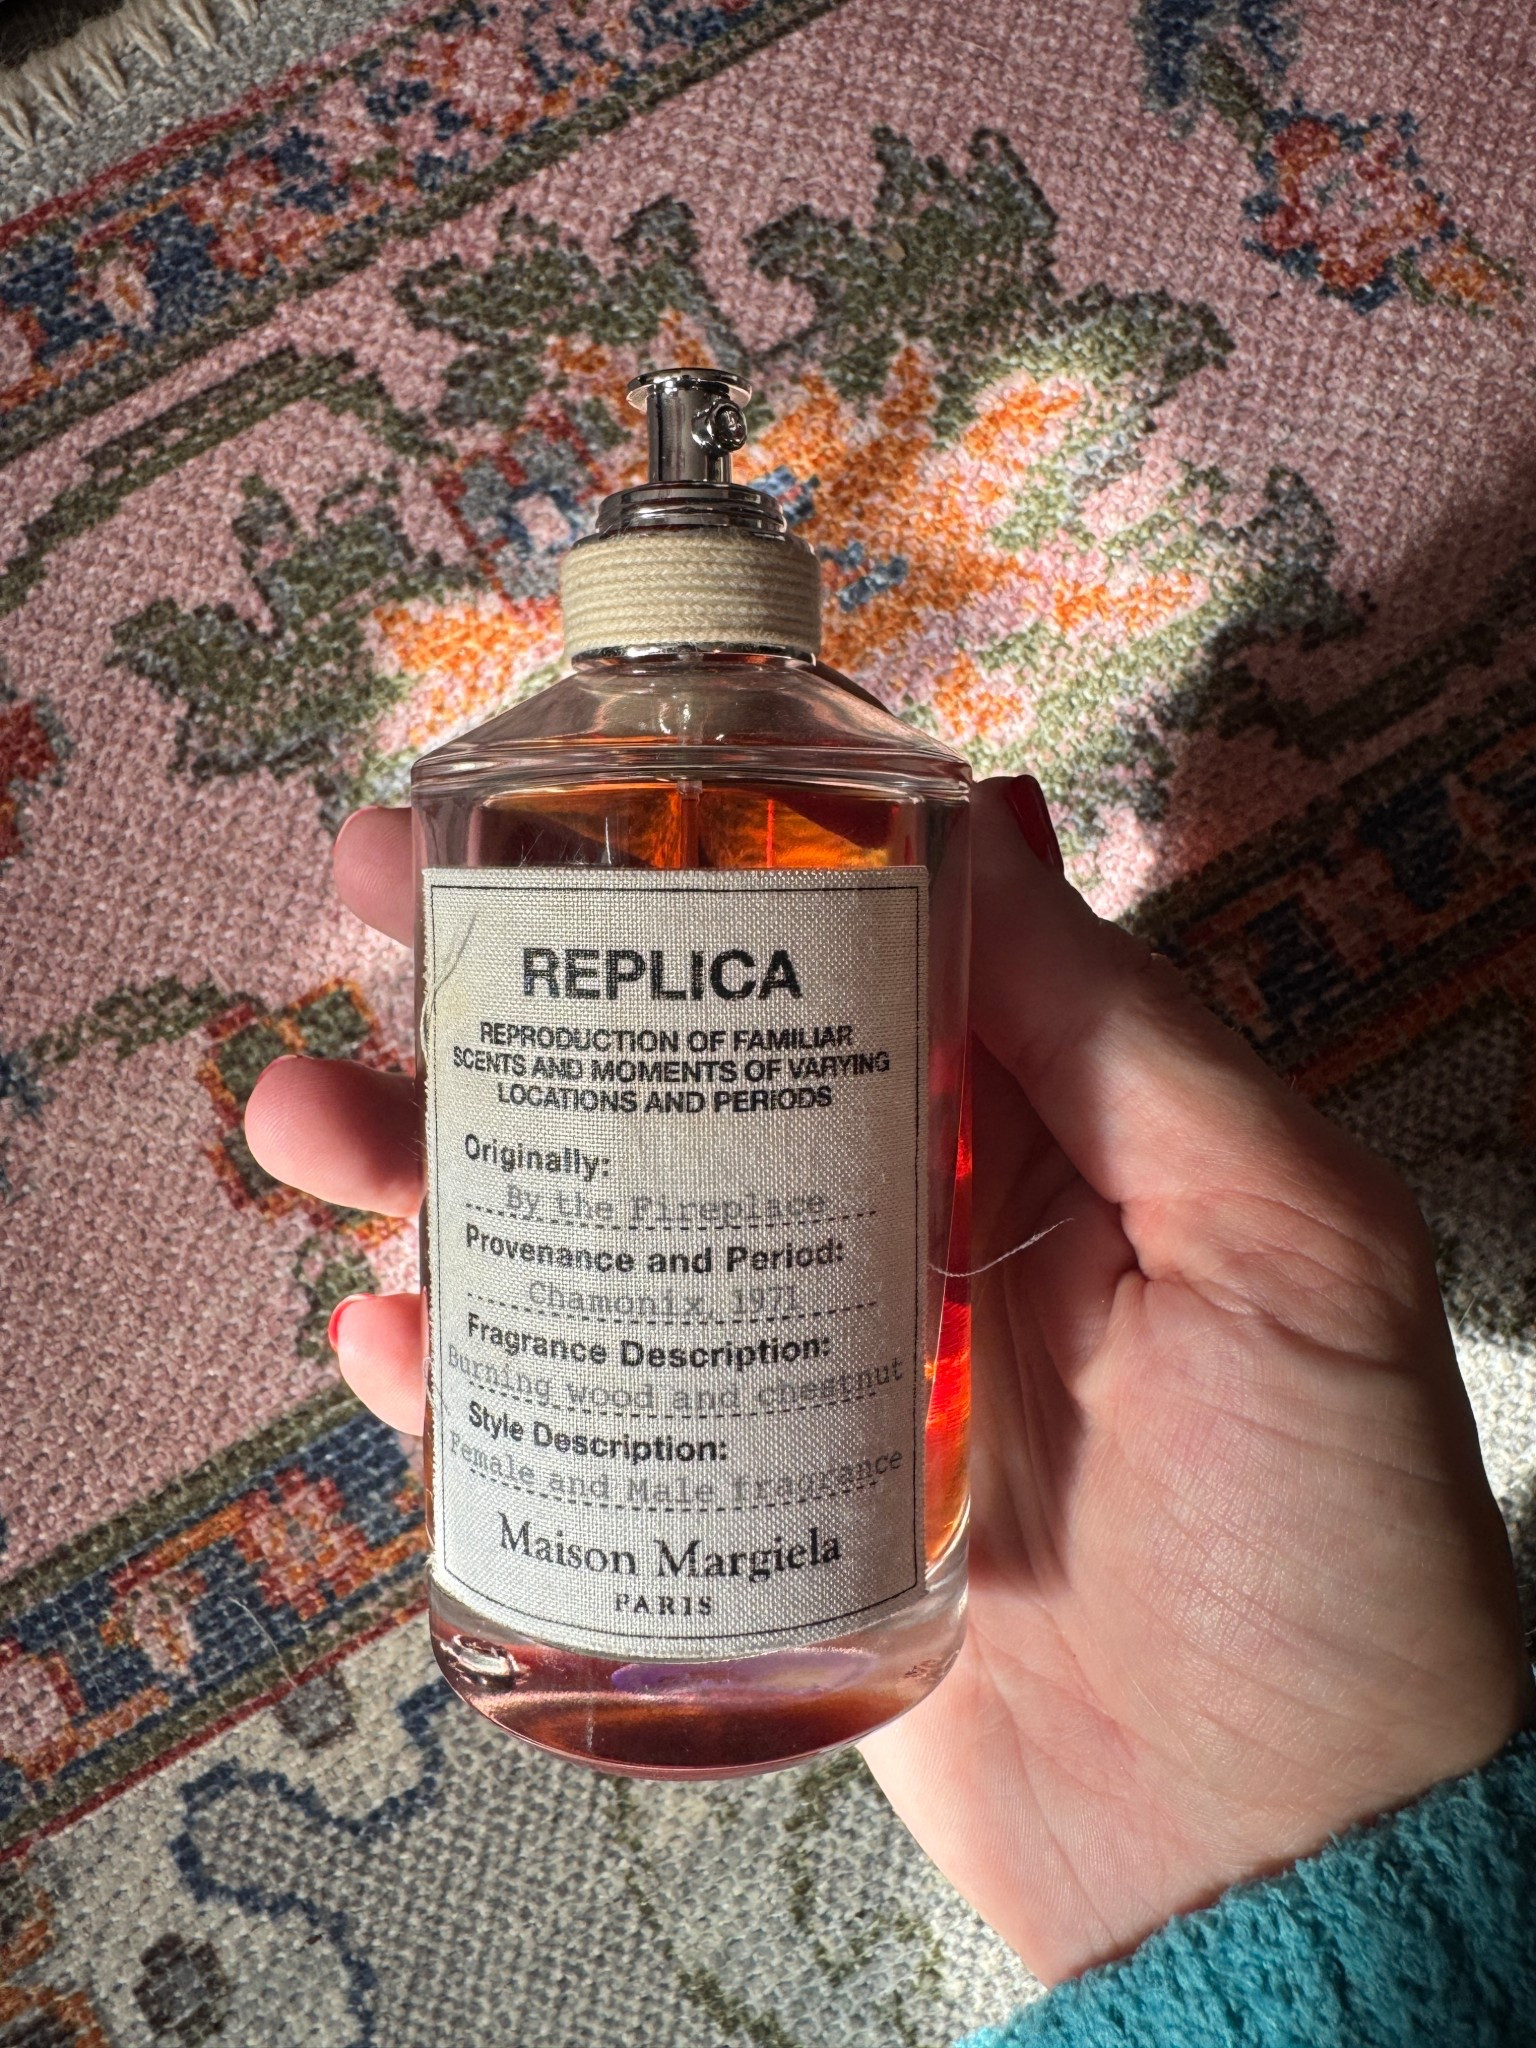 REPLICA
REPRODUCTION OF FAMILIAR
SCENTS AND MOMENTS OF VARYING
LOCATIONS AND PERIODS
Originally:
By the Fireplace
Provenance and Period:
Chamonix, 1971
Fragrance Description:
Burning wood and chestnut
Style Description:
Female and Male fragrance
Maison Margiela
PARIS